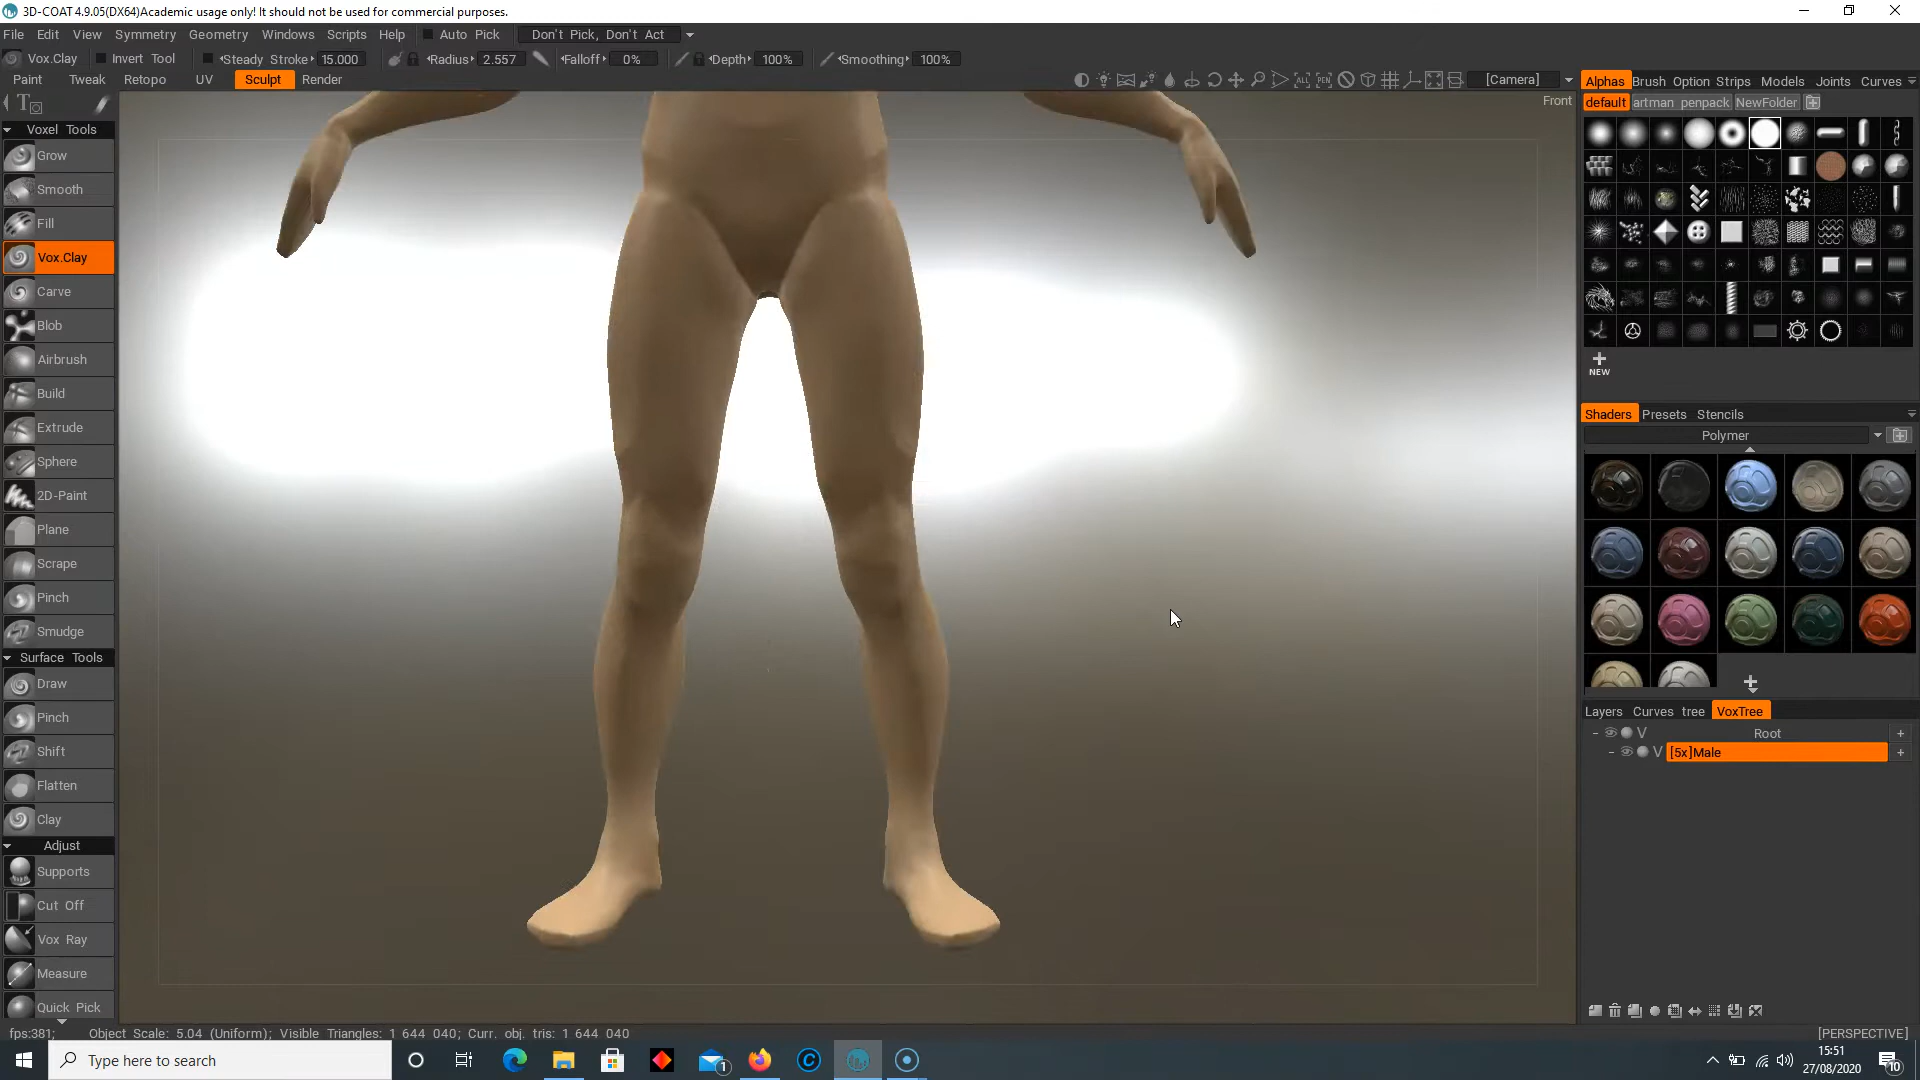 3D-COAT 4.9.05(DX64)Academic usage only! It should not be used for commercial purposes.
File Edit View Symmetry Geometry Windows Scripts Help Auto Pick Don't Pick, Don't Act
Vox.Clay Invert Tool Steady Stroke 15.000 Radius 2.557 Falloff 0% Depth 100% Smoothing 100%
Paint Tweak Retopo UV Sculpt Render [Camera]
Front
Voxel Tools
Grow
Smooth
Fill
Vox.Clay
Carve
Blob
Airbrush
Build
Extrude
Sphere
2D-Paint
Plane
Scrape
Pinch
Smudge
Surface Tools
Draw
Pinch
Shift
Flatten
Clay
Adjust
Supports
Cut Off
Vox Ray
Measure
Quick Pick
Alphas Brush Option Strips Models Joints Curves
default artman penpack NewFolder
NEW
Shaders Presets Stencils
Polymer
Layers Curves tree VoxTree
V Root
V [5x]Male
fps:381; Object Scale: 5.04 (Uniform); Visible Triangles: 1 644 040; Curr. obj. tris: 1 644 040
[PERSPECTIVE]
Type here to search
1
15:51
27/08/2020
10